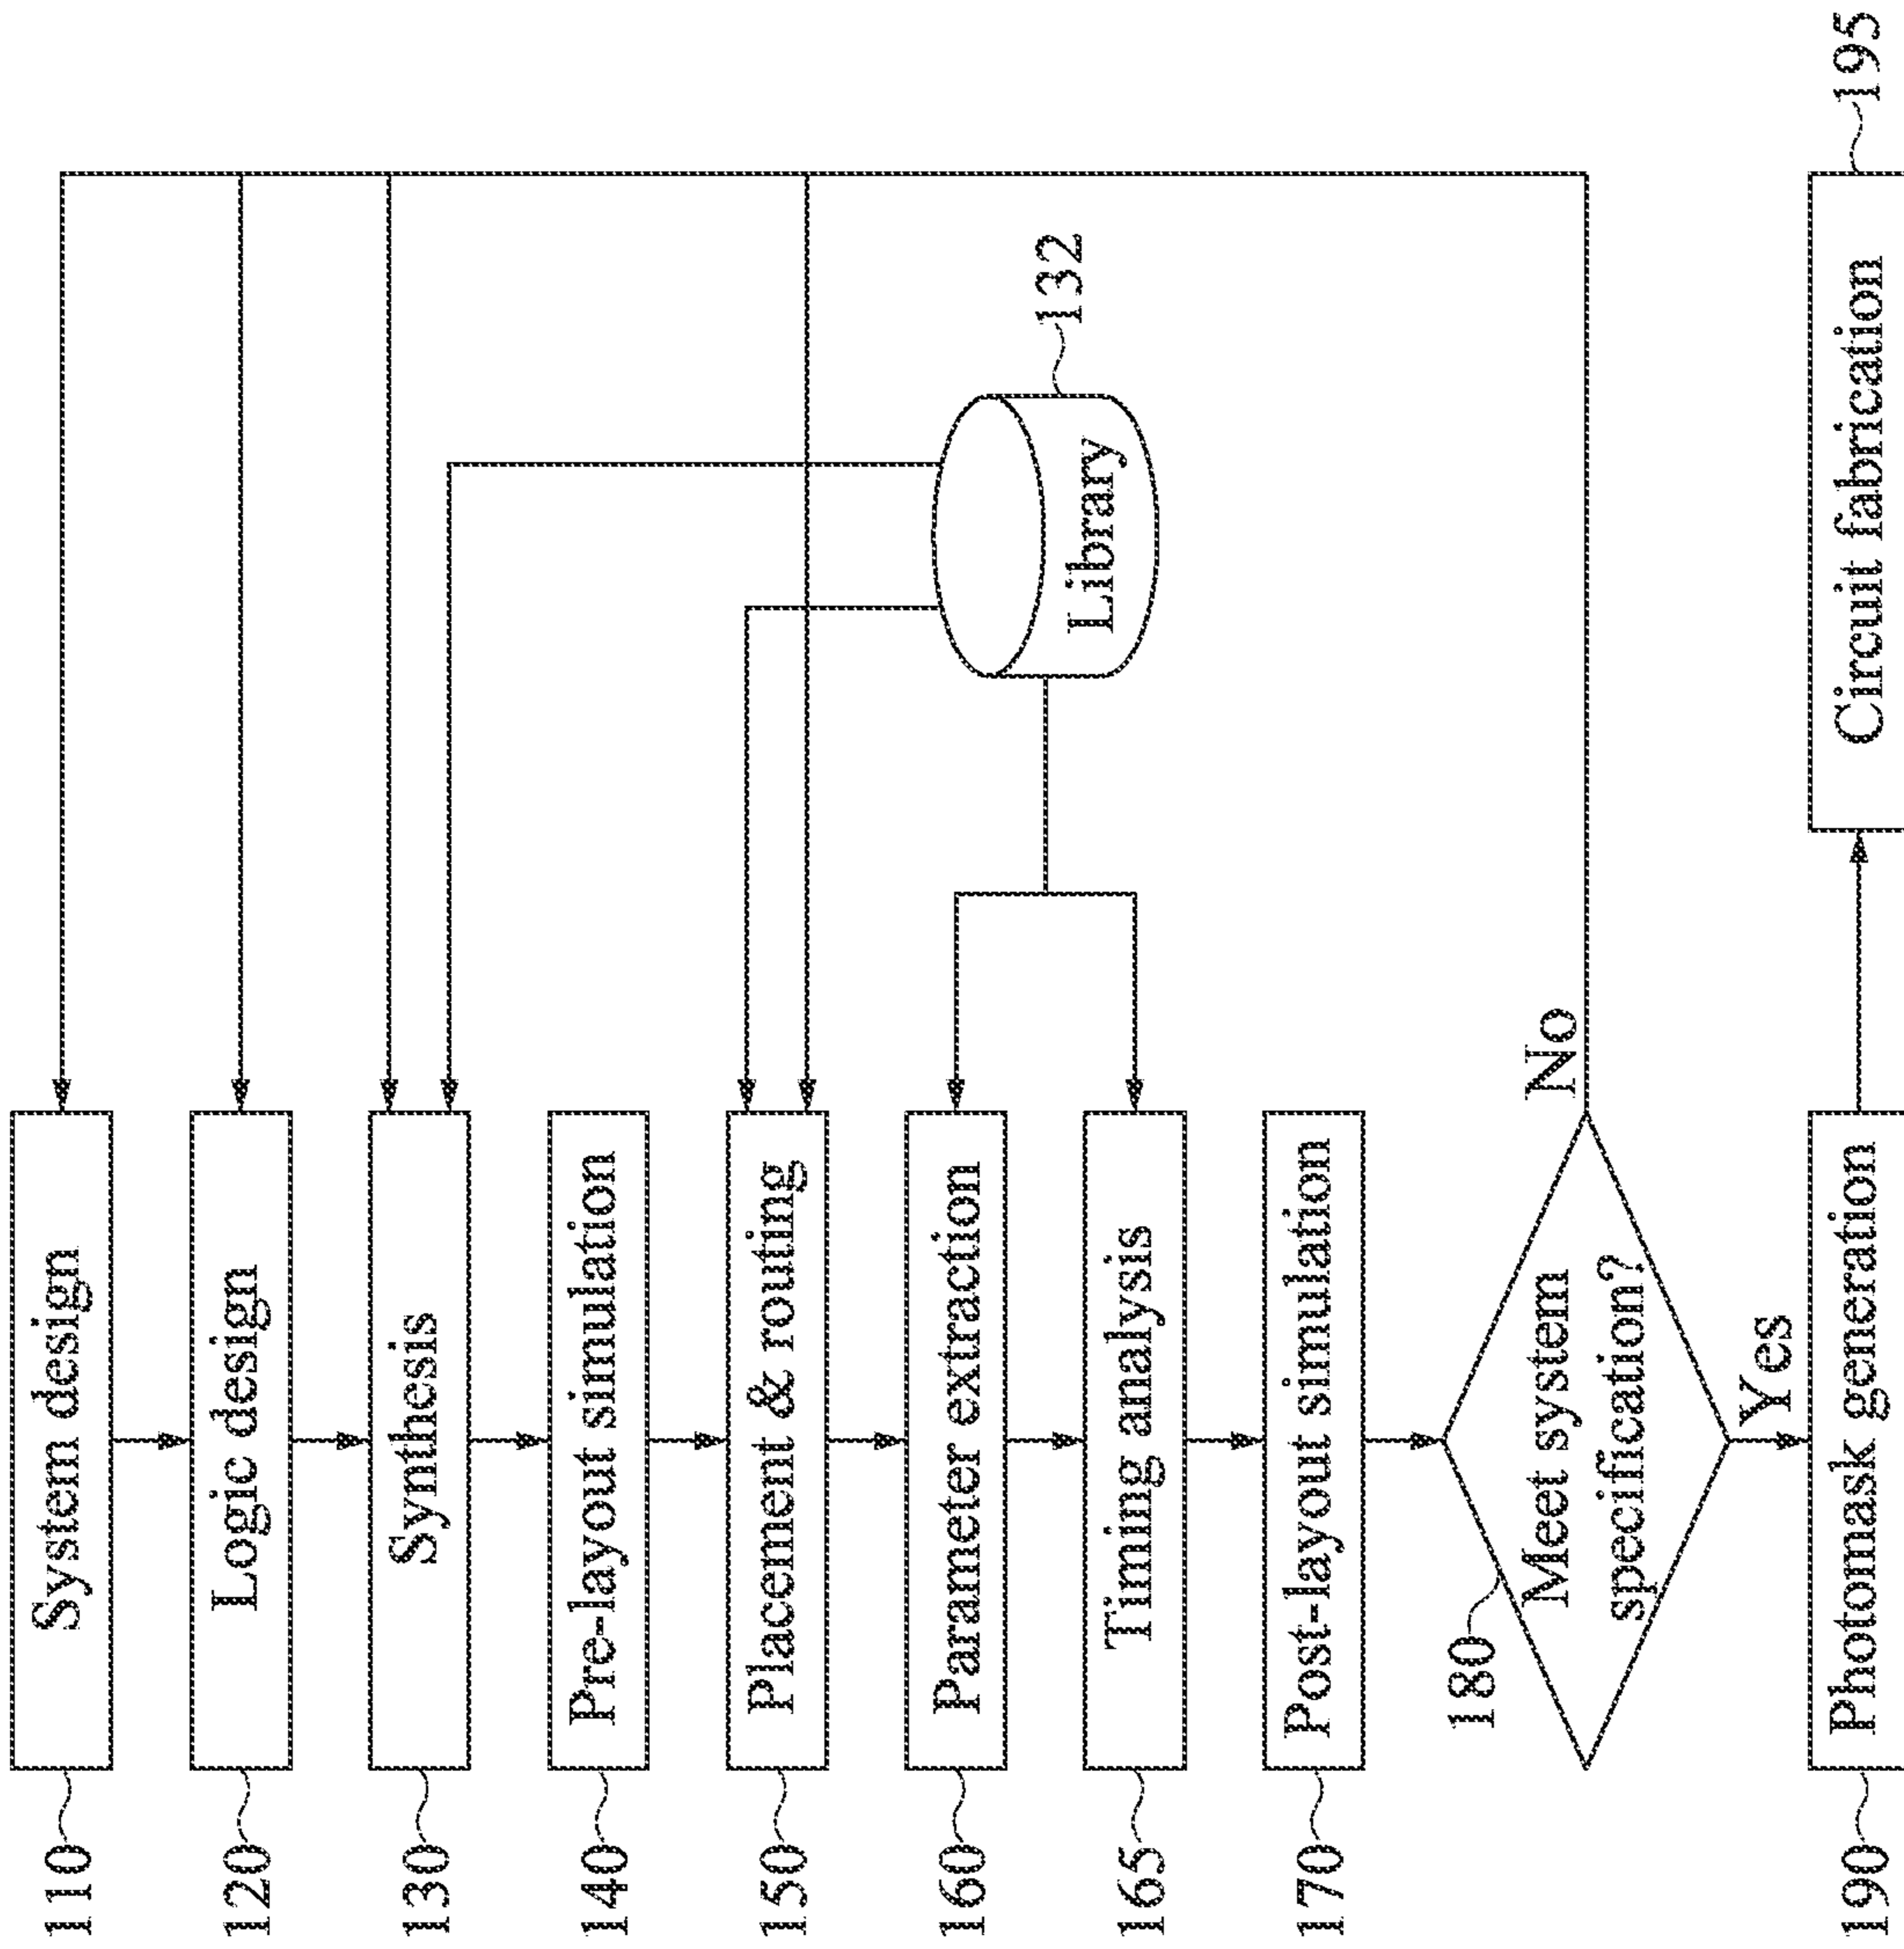 110
System design
120
Logic design
130
Synthesis
140
Pre-layout simulation
150
Placement & routing
132
Library
160
Parameter extraction
165
Timing analysis
170
Post-layout simulation
180
Meet system
specification?
No
Yes
190
Photomask generation
Circuit fabrication
195